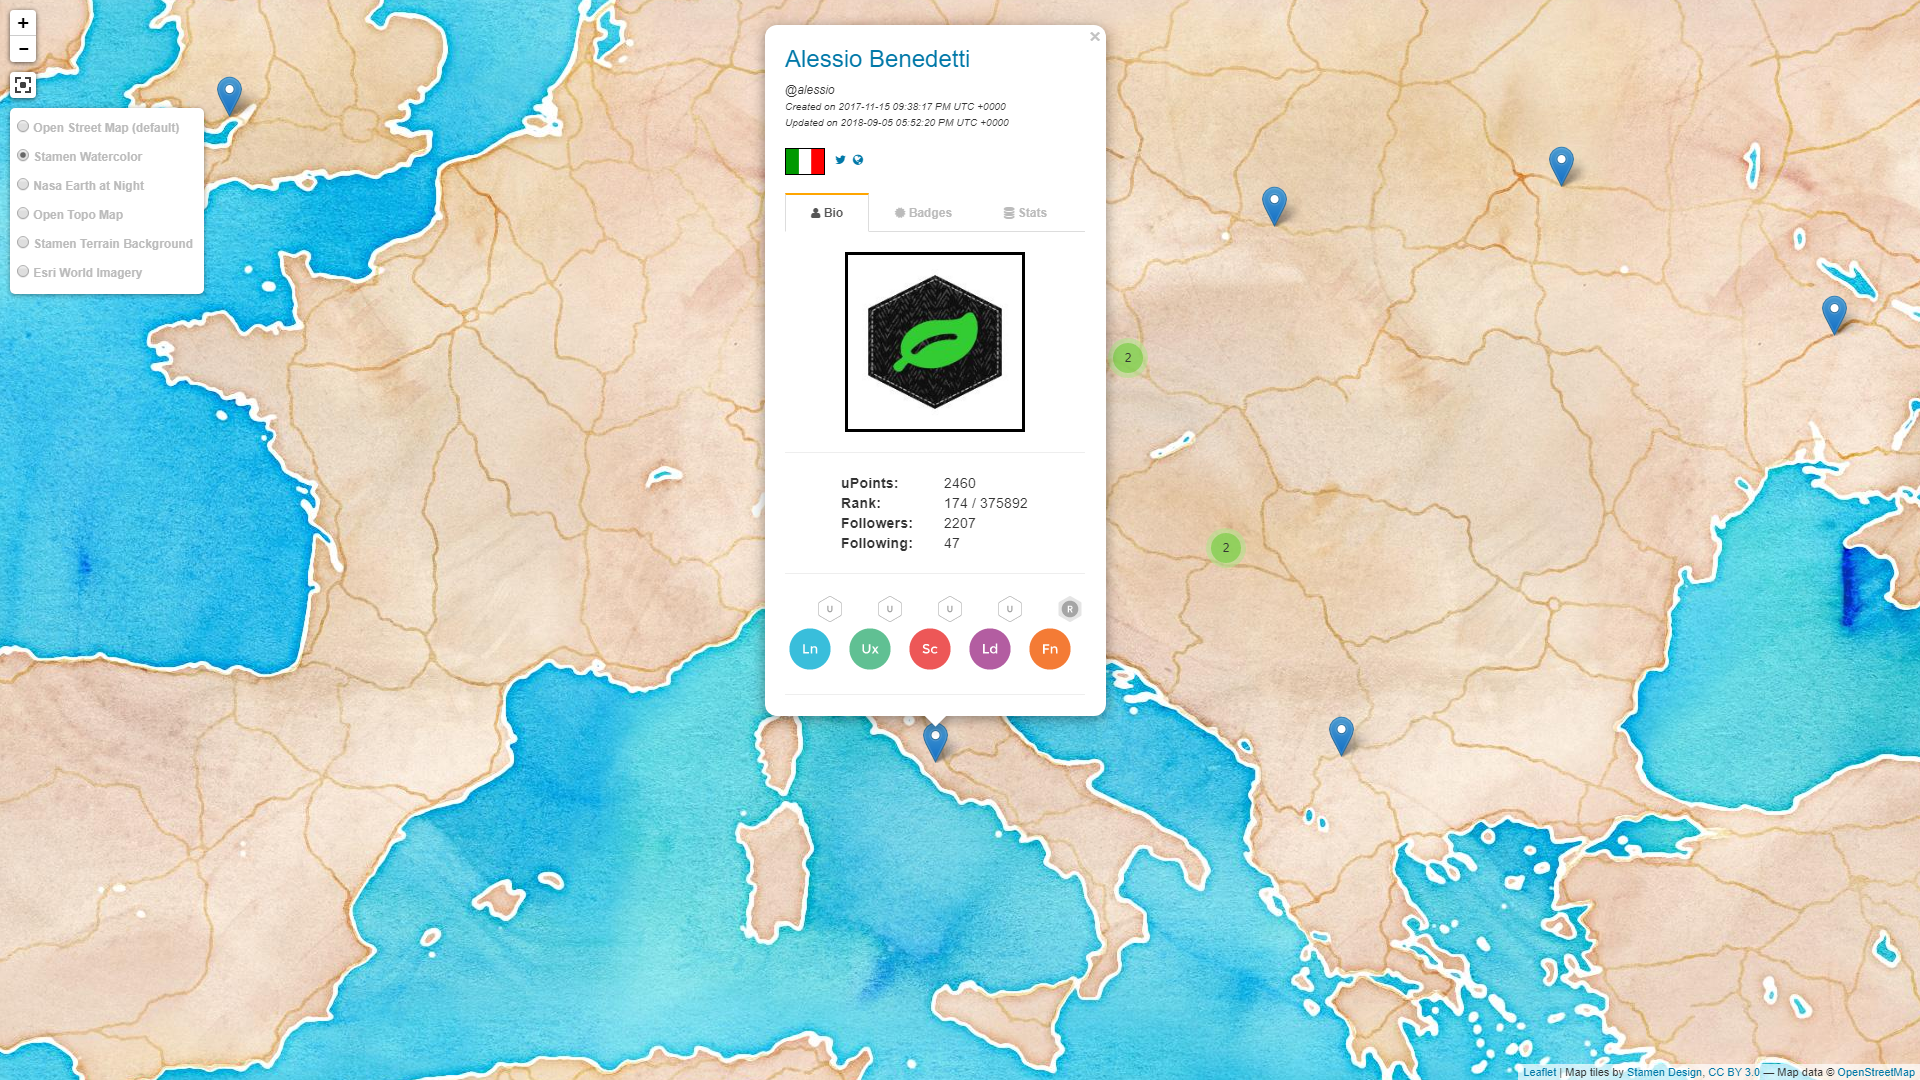 +
−
Open Street Map (default)
Stamen Watercolor
Nasa Earth at Night
Open Topo Map
Stamen Terrain Background
Esri World Imagery
×
Alessio Benedetti
@alessio
Created on 2017-11-15 09:38:17 PM UTC +0000
Updated on 2018-09-05 05:52:20 PM UTC +0000
Bio Badges Stats
uPoints: 2460
Rank: 174 / 375892
Followers: 2207
Following: 47
U U U U R
Ln Ux Sc Ld Fn
2
2
Leaflet | Map tiles by Stamen Design, CC BY 3.0 — Map data © OpenStreetMap